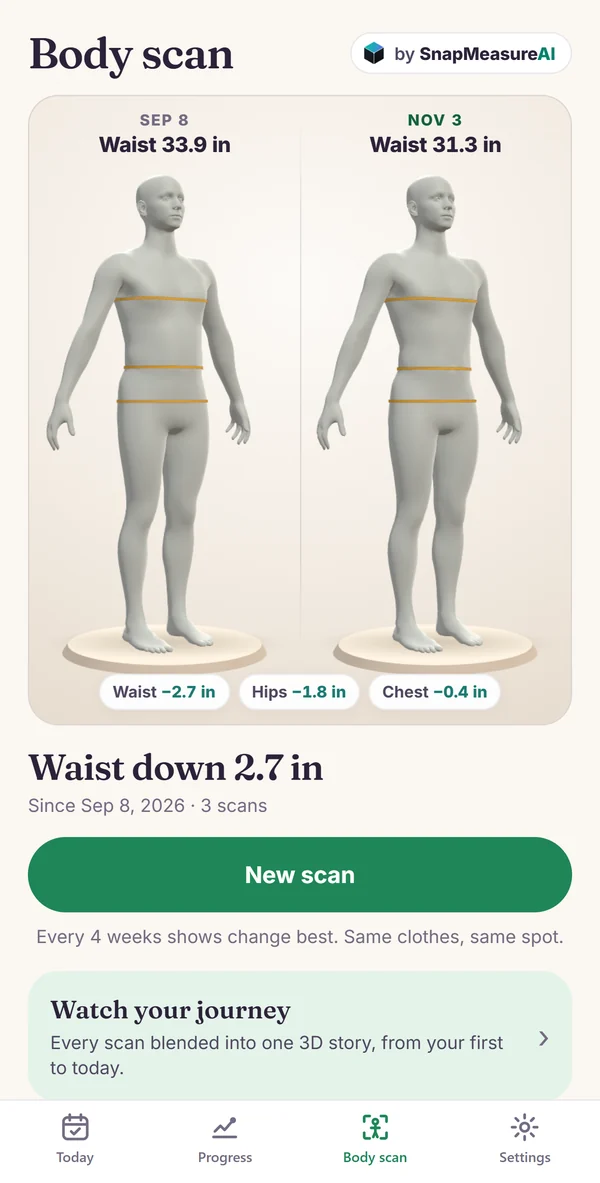 Body scan
by SnapMeasureAI
SEP 8
Waist 33.9 in
NOV 3
Waist 31.3 in
Waist −2.7 in
Hips −1.8 in
Chest −0.4 in
Waist down 2.7 in
Since Sep 8, 2026 · 3 scans
New scan
Every 4 weeks shows change best. Same clothes, same spot.
Watch your journey
Every scan blended into one 3D story, from your first
to today.
Today
Progress
Body scan
Settings